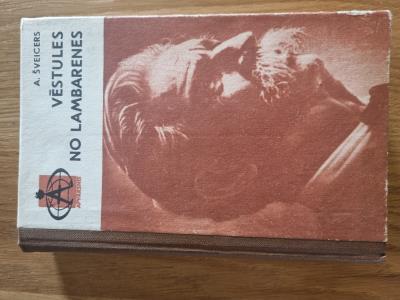 A. ŠVEICERS
VĒSTULES
NO LAMBARENES